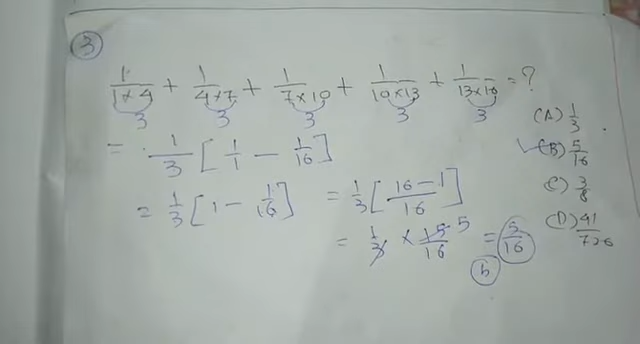 3
1/(1×4) + 1/(4×7) + 1/(7×10) + 1/(10×13) + 1/(13×16) = ?
3 3 3 3 3
(A) 1/3
(B) 5/16
(C) 3/8
(D) 41/
= 1/3 [1/1 − 1/16]
= 1/3 [1 − 1/16] = 1/3 [(16−1)/16]
= 1/3 × 15/16 5 = 5/16
b